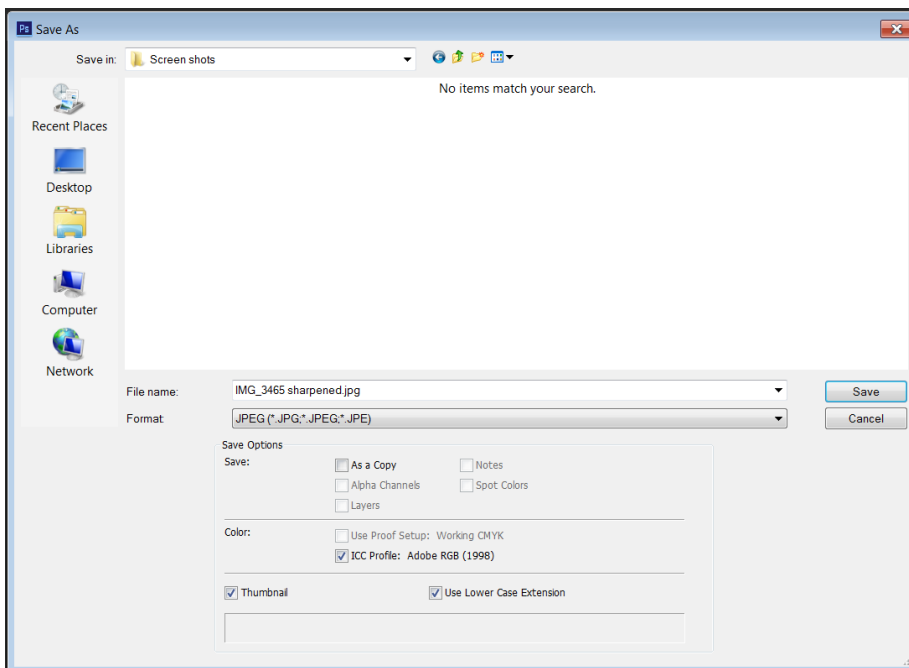 Ps Save As
Save in: Screen shots
No items match your search.
Recent Places
Desktop
Libraries
Computer
Network
File name: IMG_3465 sharpened.jpg Save
Format: JPEG (*.JPG;*.JPEG;*.JPE) Cancel
Save Options
Save: As a Copy Notes
Alpha Channels Spot Colors
Layers
Color: Use Proof Setup: Working CMYK
ICC Profile: Adobe RGB (1998)
Thumbnail Use Lower Case Extension